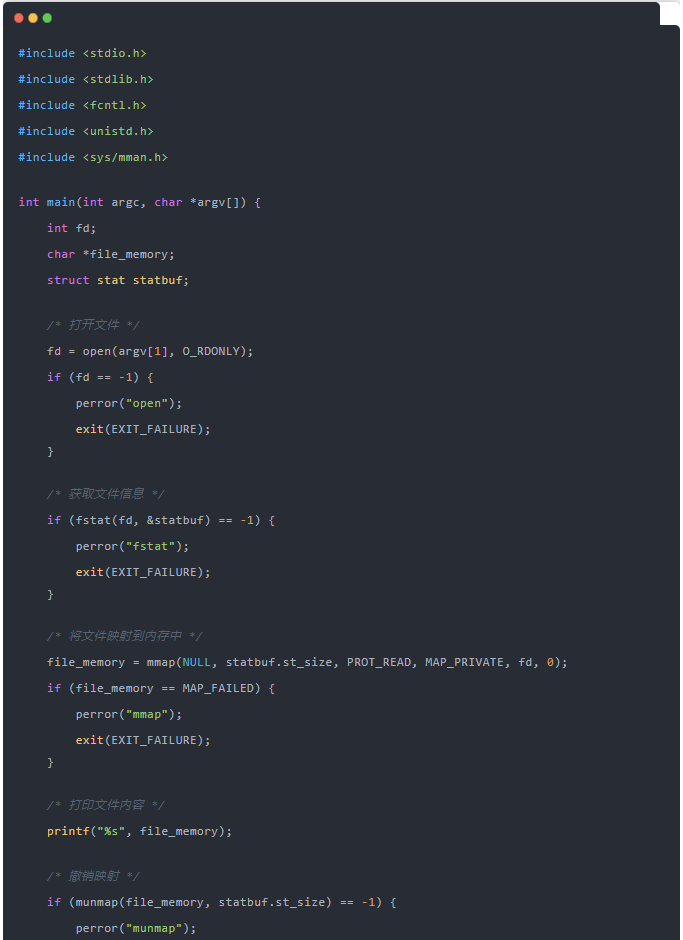 #include <stdio.h>
#include <stdlib.h>
#include <fcntl.h>
#include <unistd.h>
#include <sys/mman.h>
int main(int argc, char *argv[]) {
    int fd;
    char *file_memory;
    struct stat statbuf;
    /* 打开文件 */
    fd = open(argv[1], O_RDONLY);
    if (fd == -1) {
        perror("open");
        exit(EXIT_FAILURE);
    }
    /* 获取文件信息 */
    if (fstat(fd, &statbuf) == -1) {
        perror("fstat");
        exit(EXIT_FAILURE);
    }
    /* 将文件映射到内存中 */
    file_memory = mmap(NULL, statbuf.st_size, PROT_READ, MAP_PRIVATE, fd, 0);
    if (file_memory == MAP_FAILED) {
        perror("mmap");
        exit(EXIT_FAILURE);
    }
    /* 打印文件内容 */
    printf("%s", file_memory);
    /* 撤销映射 */
    if (munmap(file_memory, statbuf.st_size) == -1) {
        perror("munmap");